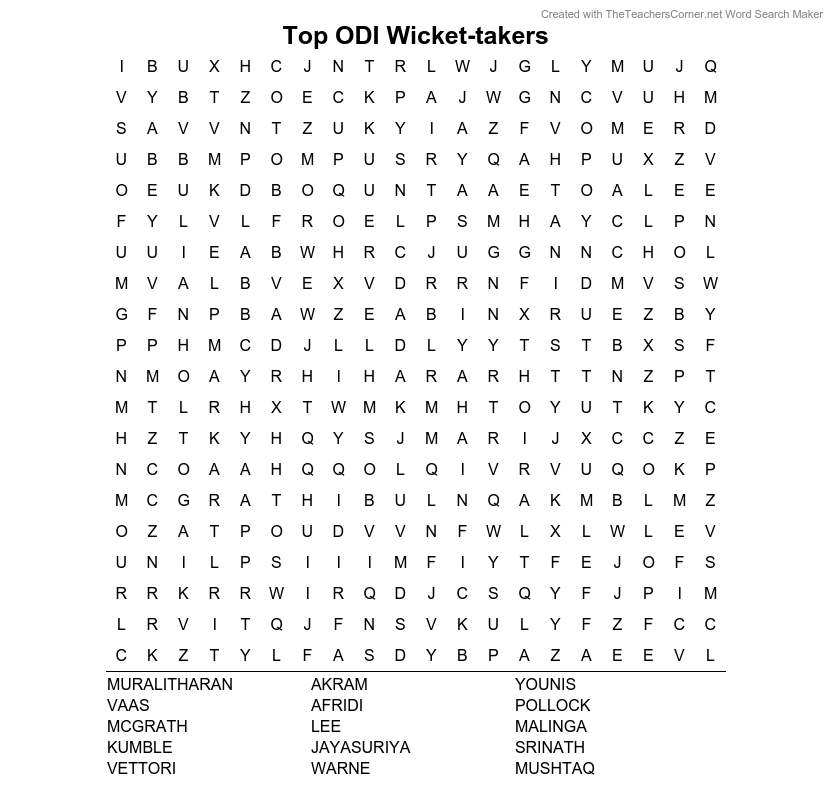 Created with TheTeachersCorner.net Word Search Maker
Top ODI Wicket-takers
I B U X H C J N T R L W J G L Y M U J Q
V Y B T Z O E C K P A J W G N C V U H M
S A V V N T Z U K Y I A Z F V O M E R D
U B B M P O M P U S R Y Q A H P U X Z V
O E U K D B O Q U N T A A E T O A L E E
F Y L V L F R O E L P S M H A Y C L P N
U U I E A B W H R C J U G G N N C H O L
M V A L B V E X V D R R N F I D M V S W
G F N P B A W Z E A B I N X R U E Z B Y
P P H M C D J L L D L Y Y T S T B X S F
N M O A Y R H I H A R A R H T T N Z P T
M T L R H X T W M K M H T O Y U T K Y C
H Z T K Y H Q Y S J M A R I J X C C Z E
N C O A A H Q Q O L Q I V R V U Q O K P
M C G R A T H I B U L N Q A K M B L M Z
O Z A T P O U D V V N F W L X L W L E V
U N I L P S I I I M F I Y T F E J O F S
R R K R R W I R Q D J C S Q Y F J P I M
L R V I T Q J F N S V K U L Y F Z F C C
C K Z T Y L F A S D Y B P A Z A E E V L
MURALITHARAN AKRAM YOUNIS
VAAS AFRIDI POLLOCK
MCGRATH LEE MALINGA
KUMBLE JAYASURIYA SRINATH
VETTORI WARNE MUSHTAQ